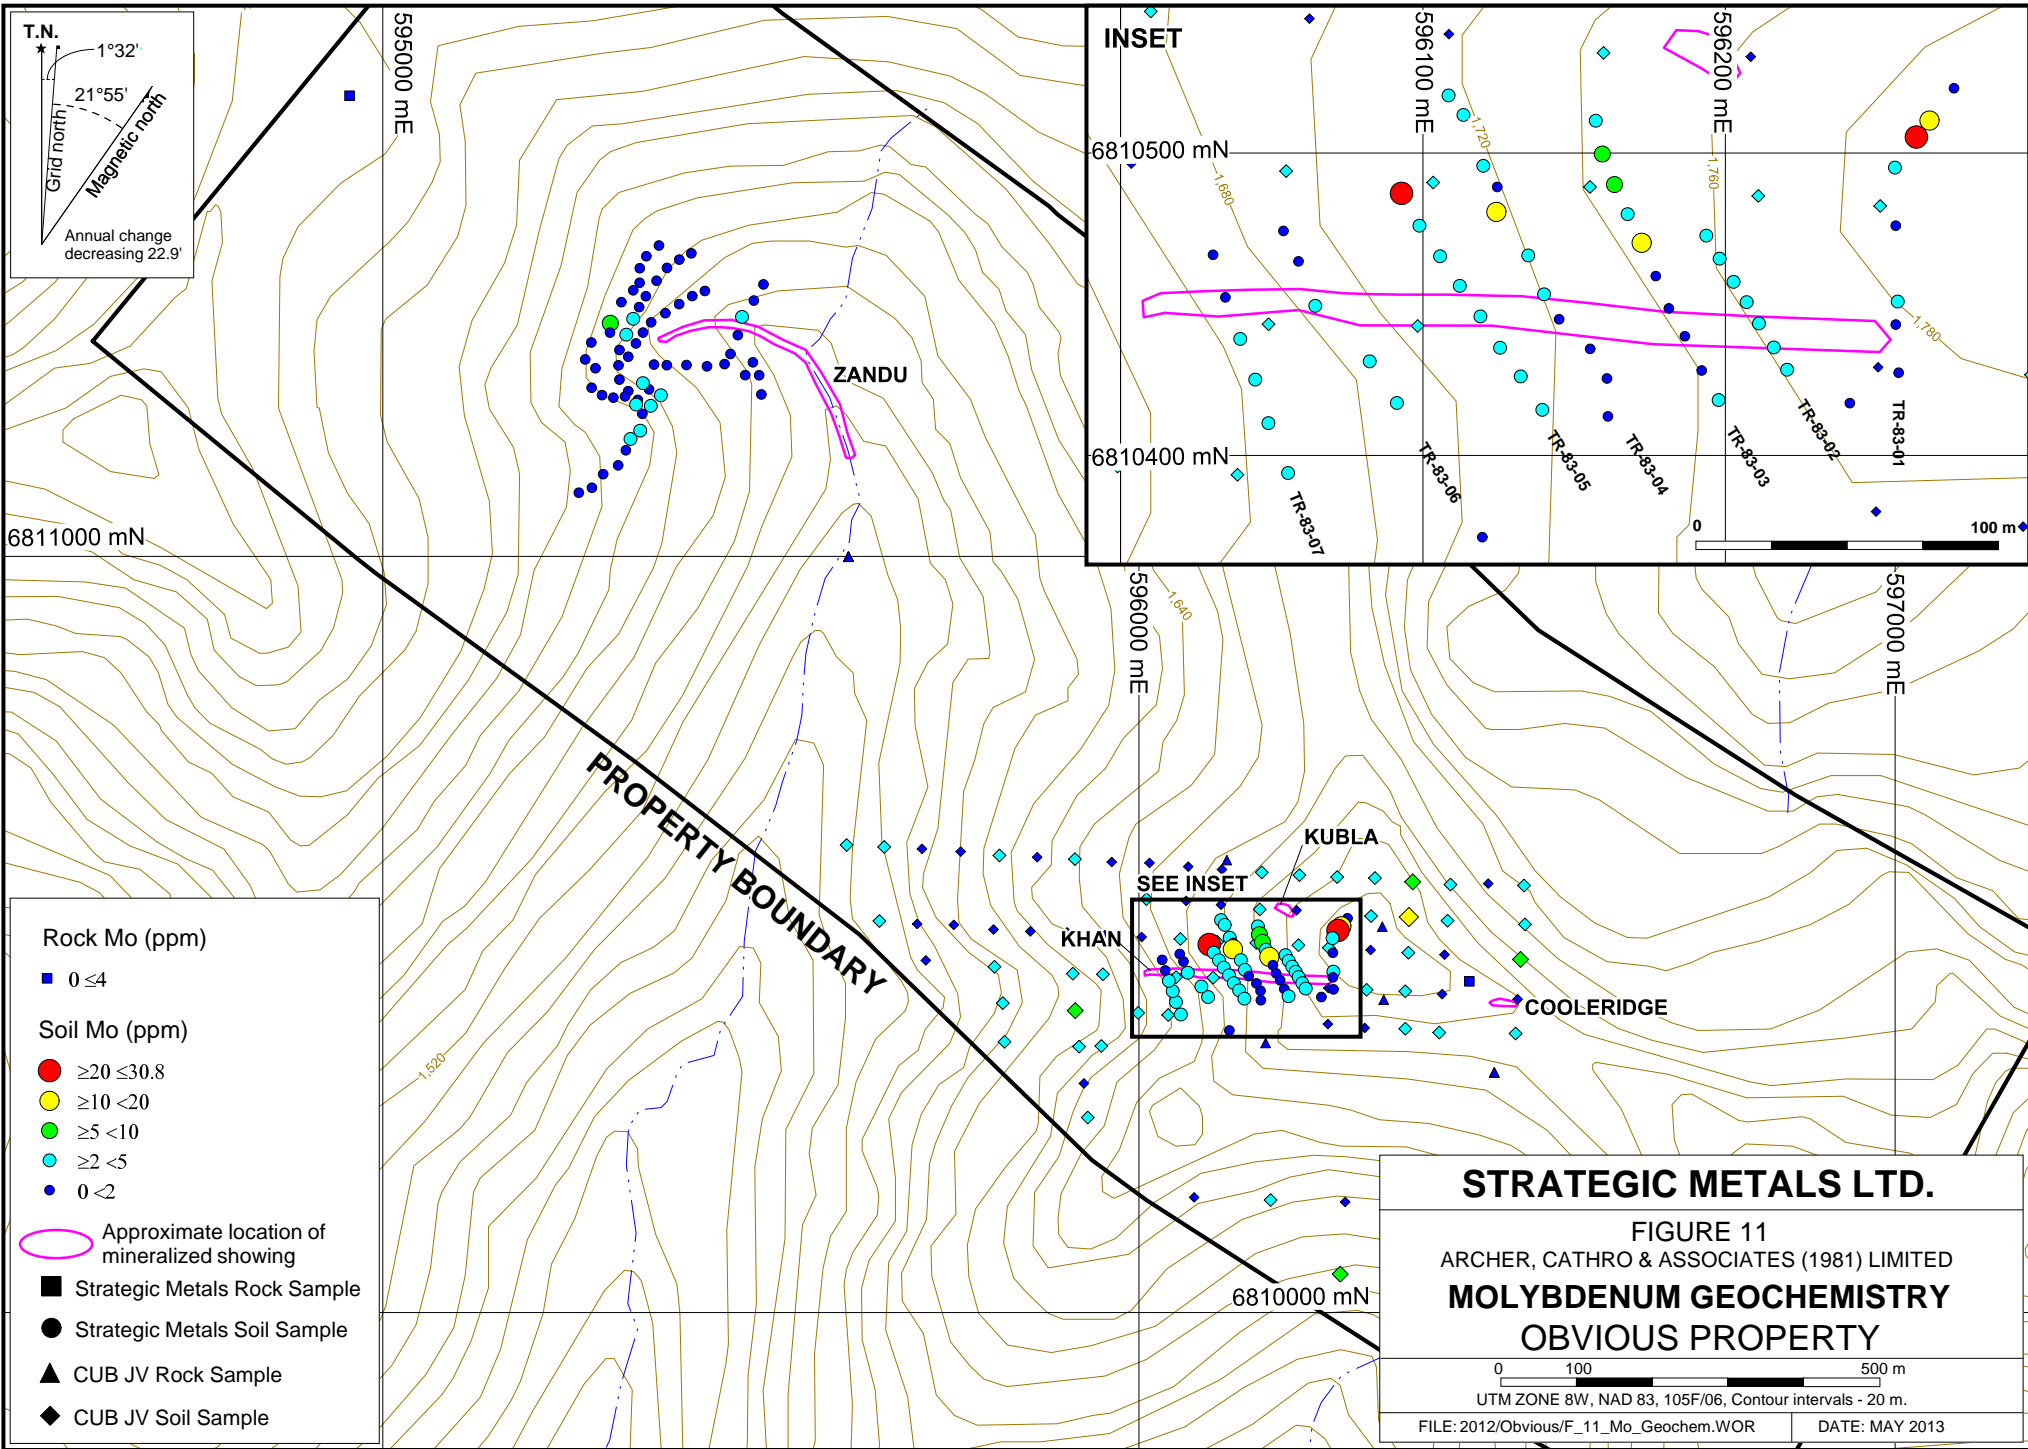 T.N.
1°32'
21°55'
Grid north
Magnetic north
Annual change
decreasing 22.9'
595000 mE
INSET
596100 mE
596200 mE
6810500 mN
1,720
1,680
1,760
1,780
6810400 mN
TR-83-07
TR-83-06
TR-83-05
TR-83-04
TR-83-03
TR-83-02
TR-83-01
0
100 m
ZANDU
6811000 mN
596000 mE
1,640
597000 mE
PROPERTY BOUNDARY
KUBLA
SEE INSET
KHAN
COOLERIDGE
1,520
6810000 mN
Rock Mo (ppm)
0 ≤4
Soil Mo (ppm)
≥20 ≤30.8
≥10 <20
≥5 <10
≥2 <5
0 <2
Approximate location of
mineralized showing
Strategic Metals Rock Sample
Strategic Metals Soil Sample
CUB JV Rock Sample
CUB JV Soil Sample
STRATEGIC METALS LTD.
FIGURE 11
ARCHER, CATHRO & ASSOCIATES (1981) LIMITED
MOLYBDENUM GEOCHEMISTRY
OBVIOUS PROPERTY
0 100 500 m
UTM ZONE 8W, NAD 83, 105F/06, Contour intervals - 20 m.
FILE: 2012/Obvious/F_11_Mo_Geochem.WOR
DATE: MAY 2013